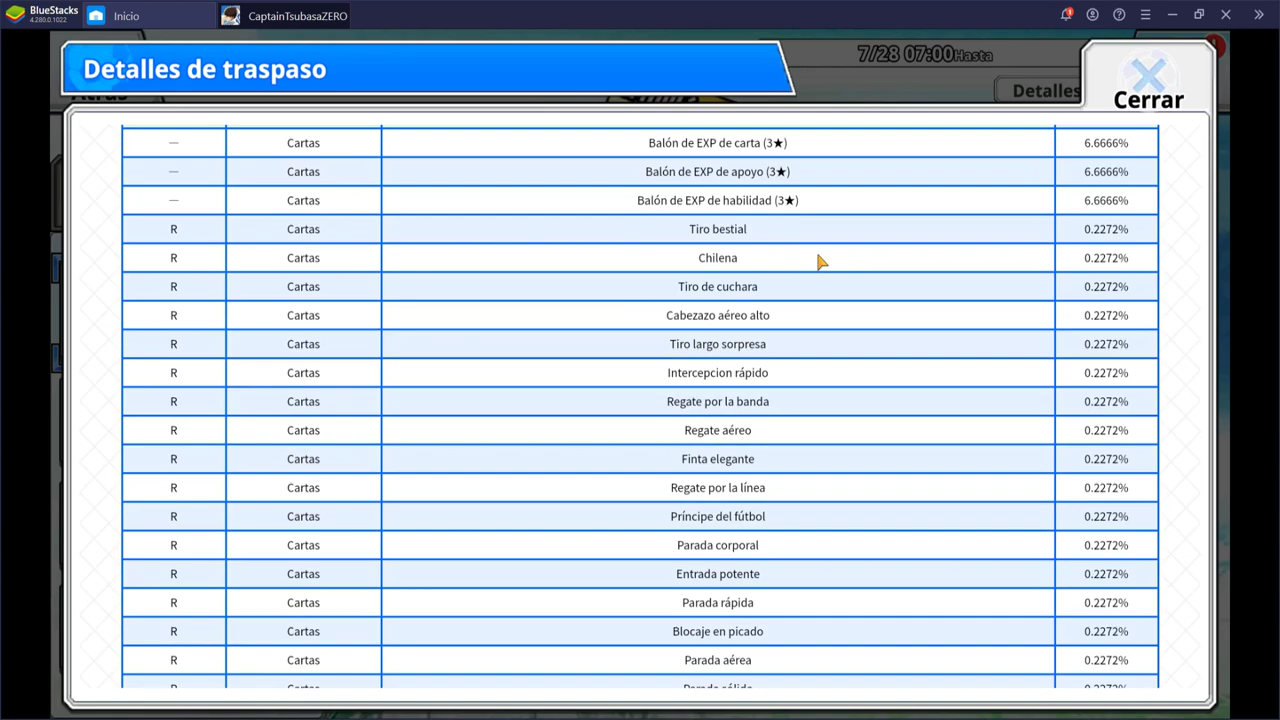 BlueStacks
4.280.0.1022
Inicio
CaptainTsubasaZERO
Detalles de traspaso
7/28 07:00Hasta
Detalles
Cerrar
Atrás
— Cartas Balón de EXP de carta (3★) 6.6666%
— Cartas Balón de EXP de apoyo (3★) 6.6666%
— Cartas Balón de EXP de habilidad (3★) 6.6666%
R Cartas Tiro bestial 0.2272%
R Cartas Chilena 0.2272%
R Cartas Tiro de cuchara 0.2272%
R Cartas Cabezazo aéreo alto 0.2272%
R Cartas Tiro largo sorpresa 0.2272%
R Cartas Intercepcion rápido 0.2272%
R Cartas Regate por la banda 0.2272%
R Cartas Regate aéreo 0.2272%
R Cartas Finta elegante 0.2272%
R Cartas Regate por la línea 0.2272%
R Cartas Príncipe del fútbol 0.2272%
R Cartas Parada corporal 0.2272%
R Cartas Entrada potente 0.2272%
R Cartas Parada rápida 0.2272%
R Cartas Blocaje en picado 0.2272%
R Cartas Parada aérea 0.2272%
R Cartas Parada sólida 0.2272%